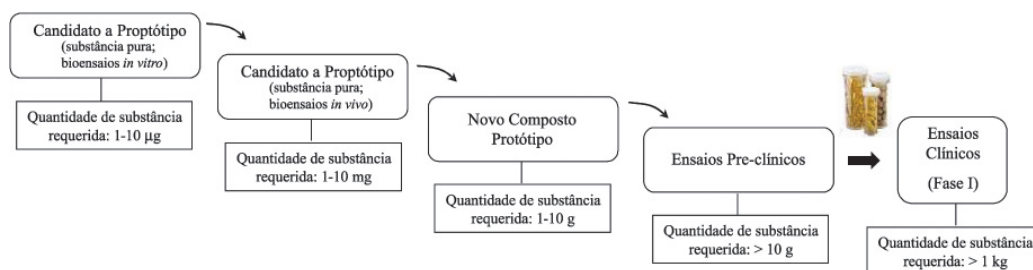 Candidato a Proptótipo
(substância pura;
bioensaios in vitro)
Quantidade de substância
requerida: 1-10 µg
Candidato a Proptótipo
(substância pura;
bioensaios in vivo)
Quantidade de substância
requerida: 1-10 mg
Novo Composto
Protótipo
Quantidade de substância
requerida: 1-10 g
Ensaios Pre-clínicos
Quantidade de substância
requerida: > 10 g
Ensaios
Clínicos
(Fase I)
Quantidade de substância
requerida: > 1 kg